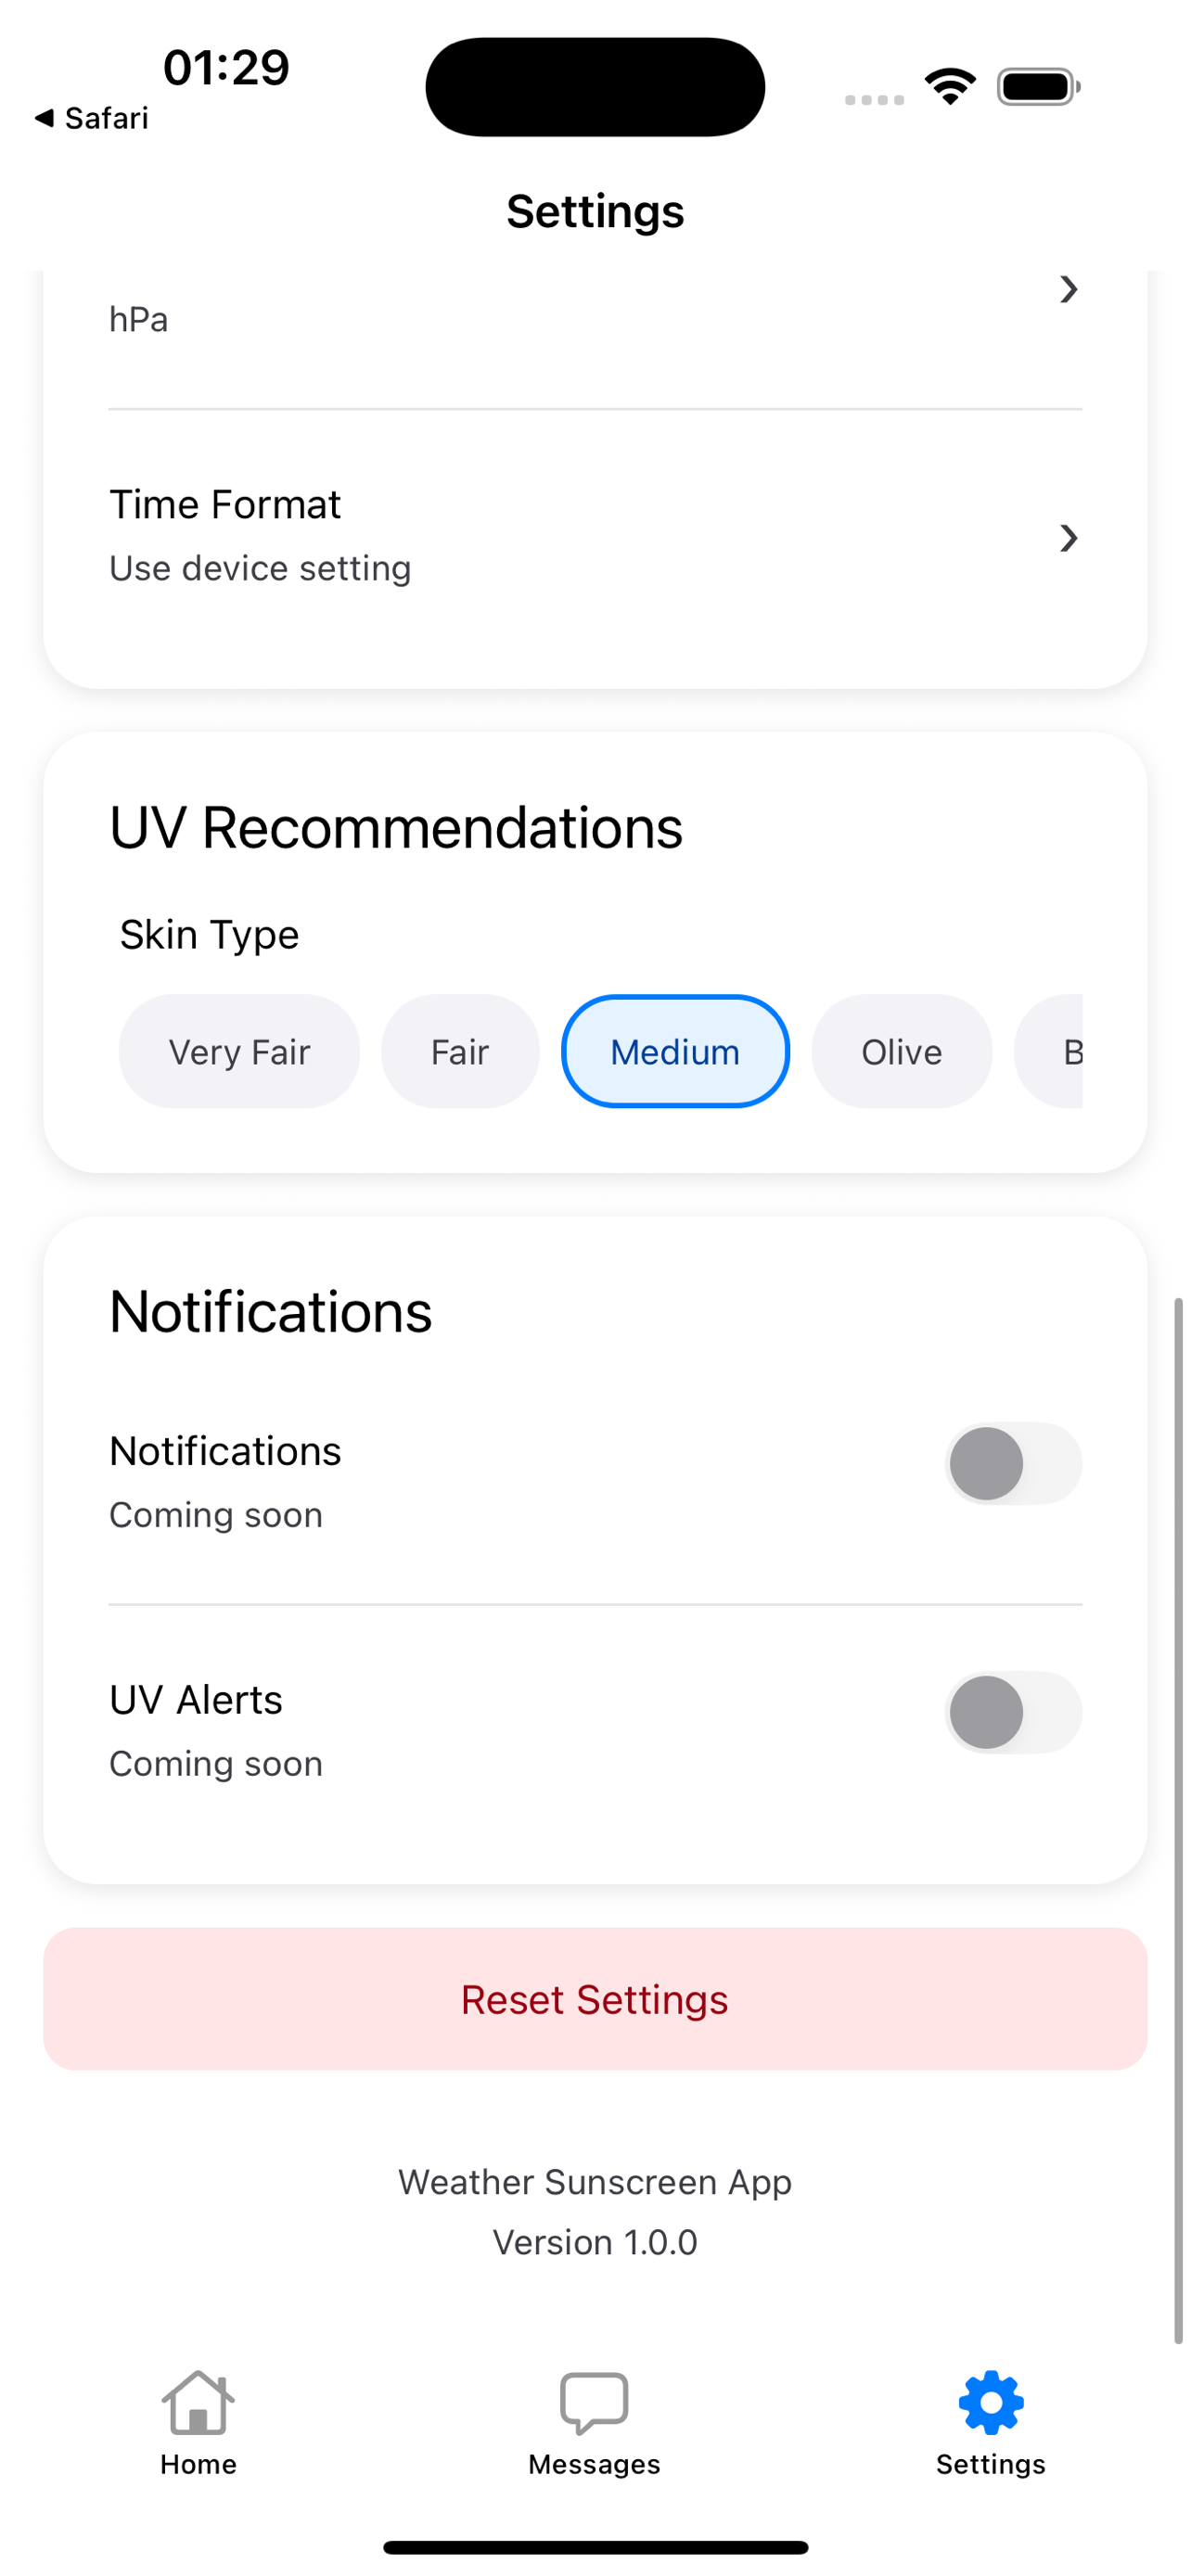 01:29
◀ Safari
Settings
hPa
Time Format
Use device setting
UV Recommendations
Skin Type
Very Fair
Fair
Medium
Olive
B
Notifications
Notifications
Coming soon
UV Alerts
Coming soon
Reset Settings
Weather Sunscreen App
Version 1.0.0
Home
Messages
Settings